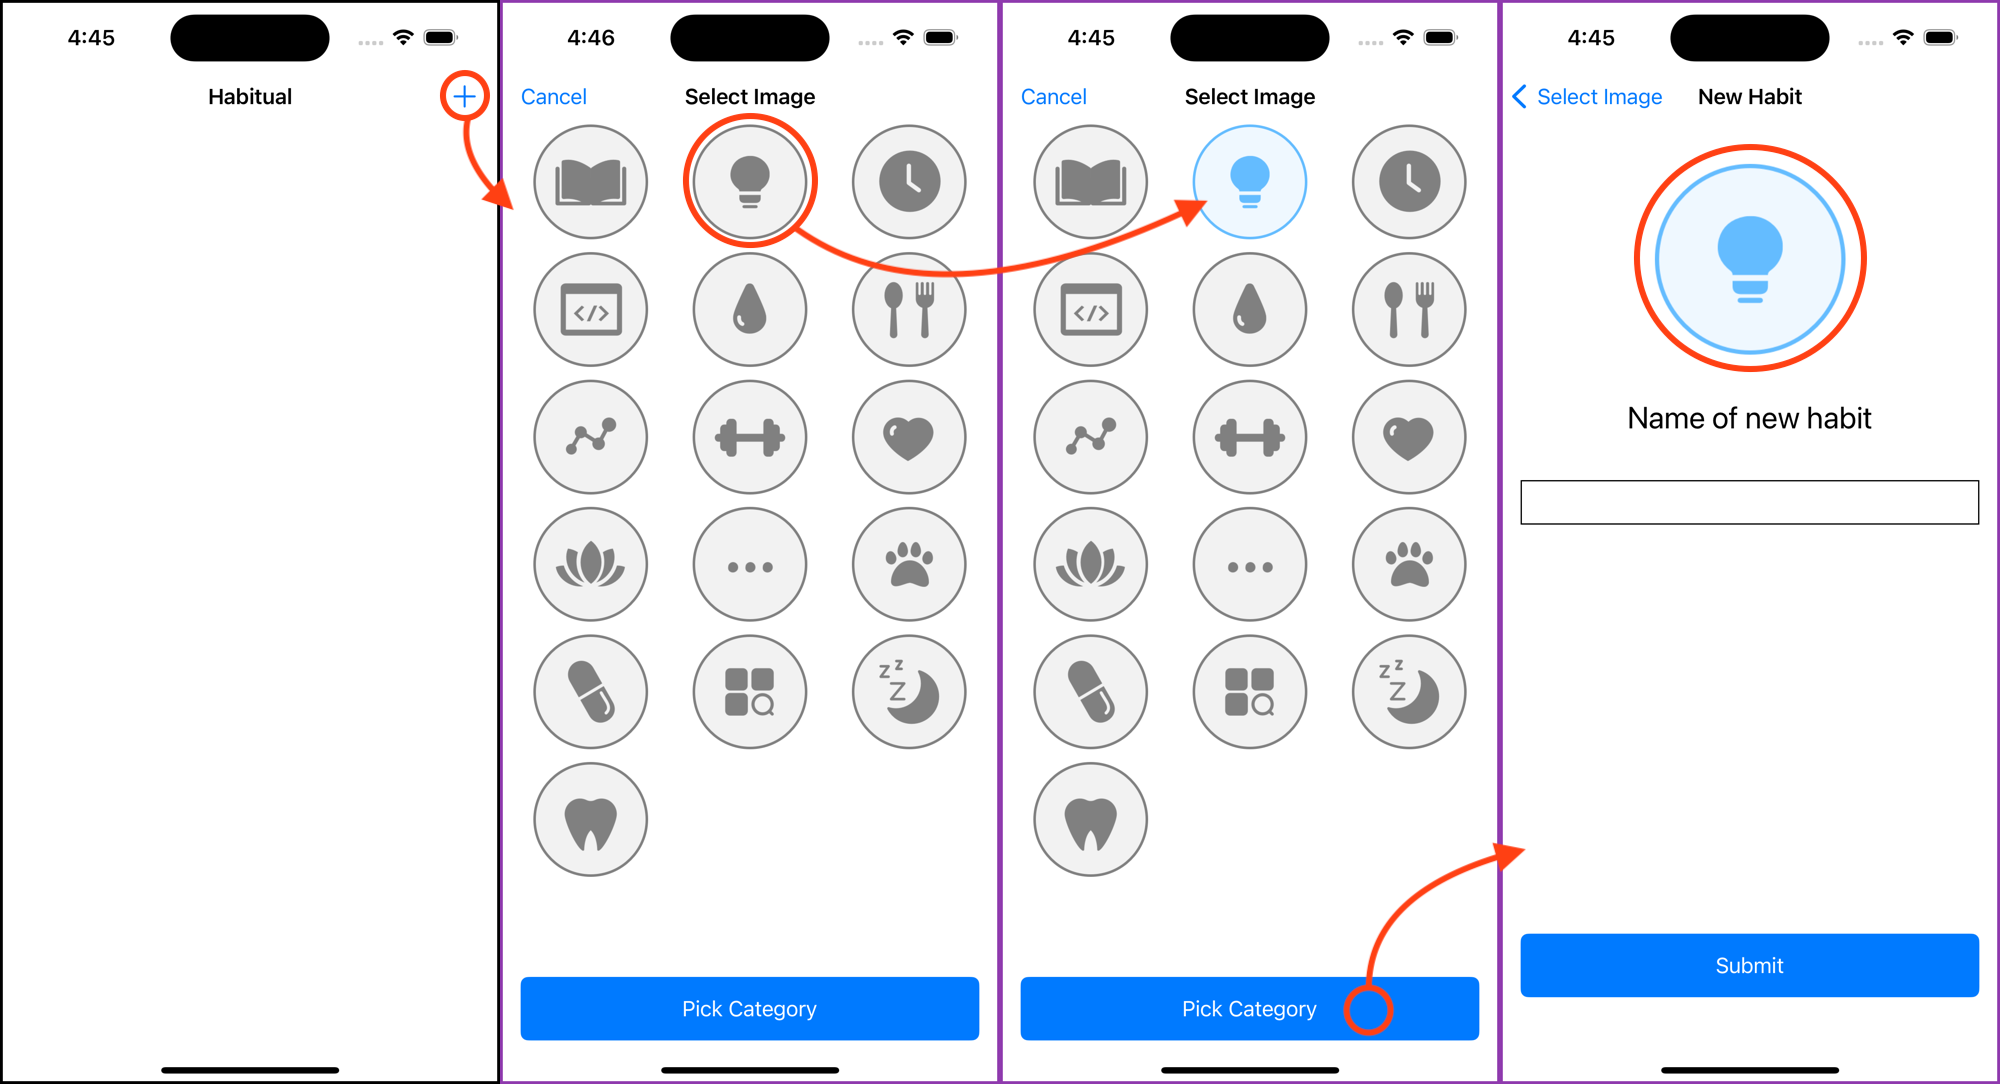 4:45
Habitual
4:46
Cancel
Select Image
</>
z z
Z
Pick Category
4:45
Cancel
Select Image
</>
z z
Z
Pick Category
4:45
Select Image
New Habit
Name of new habit
Submit